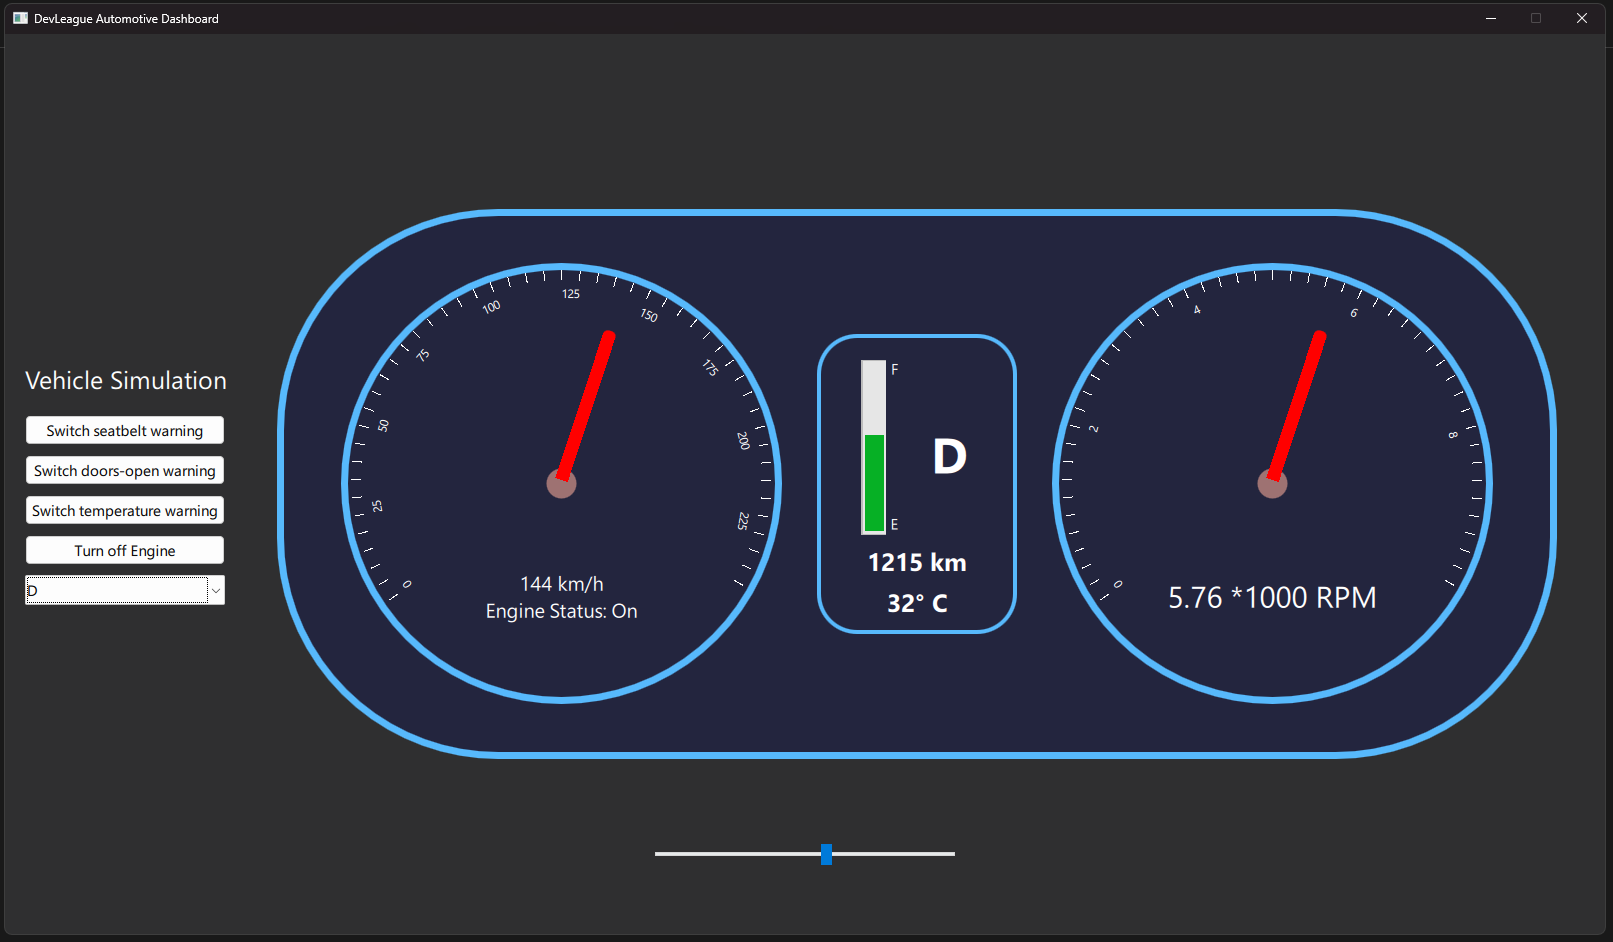 DevLeague Automotive Dashboard
Vehicle Simulation
Switch seatbelt warning
Switch doors-open warning
Switch temperature warning
Turn off Engine
D
0
25
50
75
100
125
150
175
200
225
144 km/h
Engine Status: On
F
D
E
1215 km
32° C
0
2
4
6
8
5.76 *1000 RPM